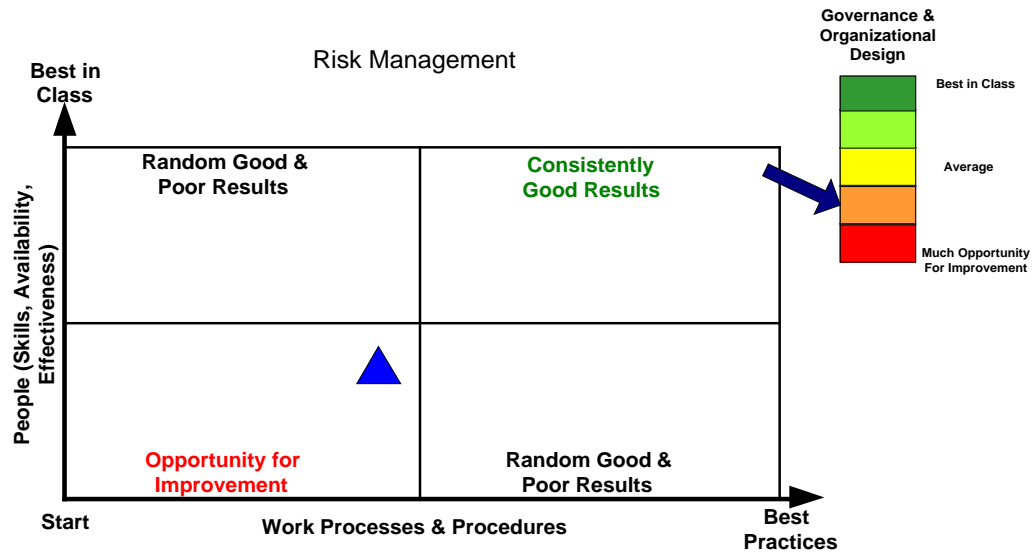 Risk Management
Governance &
Organizational
Design
Best in Class
Average
Much Opportunity
For Improvement
Best in
Class
People (Skills, Availability,
Effectiveness)
Random Good &
Poor Results
Consistently
Good Results
Opportunity for
Improvement
Random Good &
Poor Results
Start
Work Processes & Procedures
Best
Practices